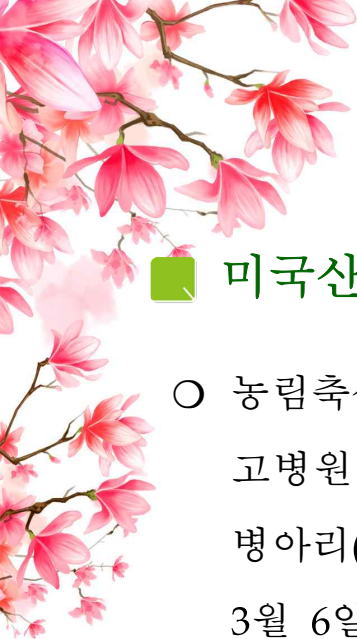 미국산
❍ 농림축
고병원
병아리(
3월 6일